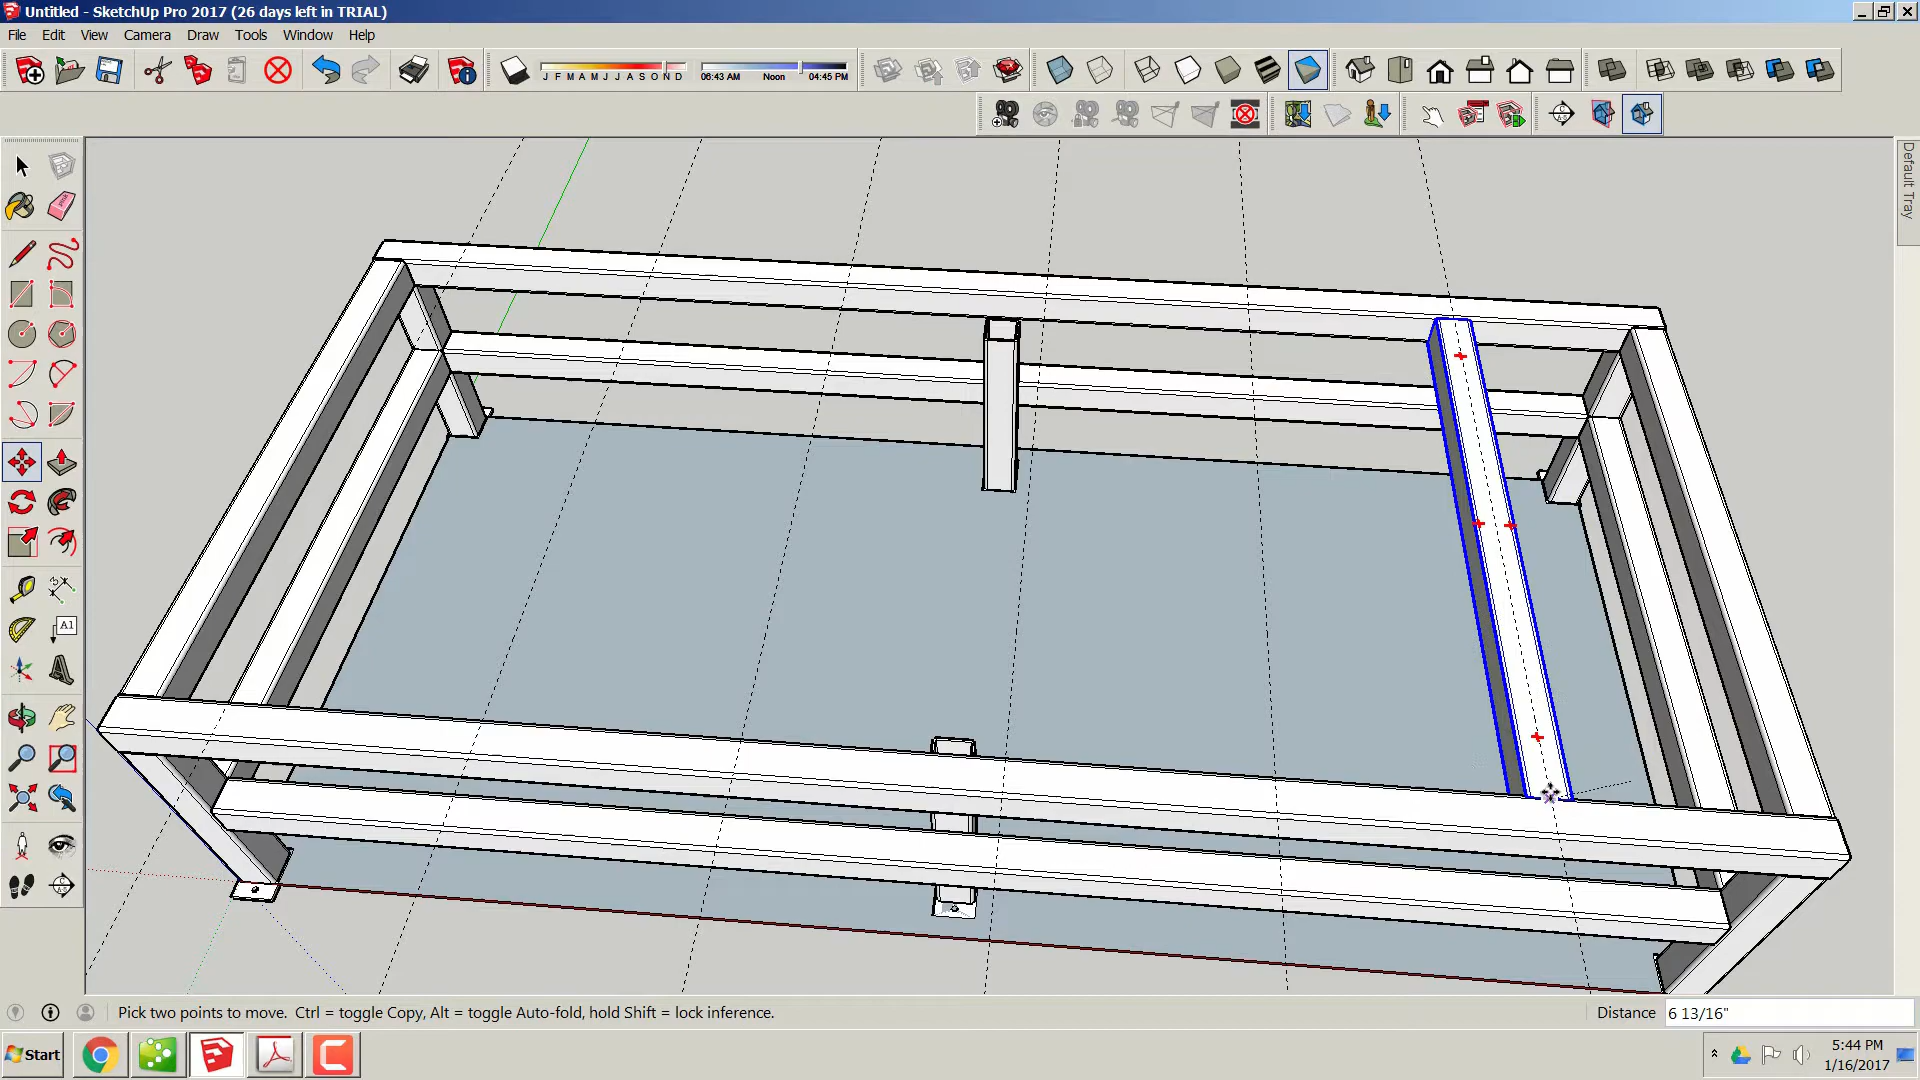 Untitled - SketchUp Pro 2017 (26 days left in TRIAL)
File Edit View Camera Draw Tools Window Help
J F M A M J J A S O N D
06:43 AM Noon 04:45 PM
Default Tray
A1
Pick two points to move. Ctrl = toggle Copy, Alt = toggle Auto-fold, hold Shift = lock inference.
Distance 6 13/16"
Start
5:44 PM
1/16/2017